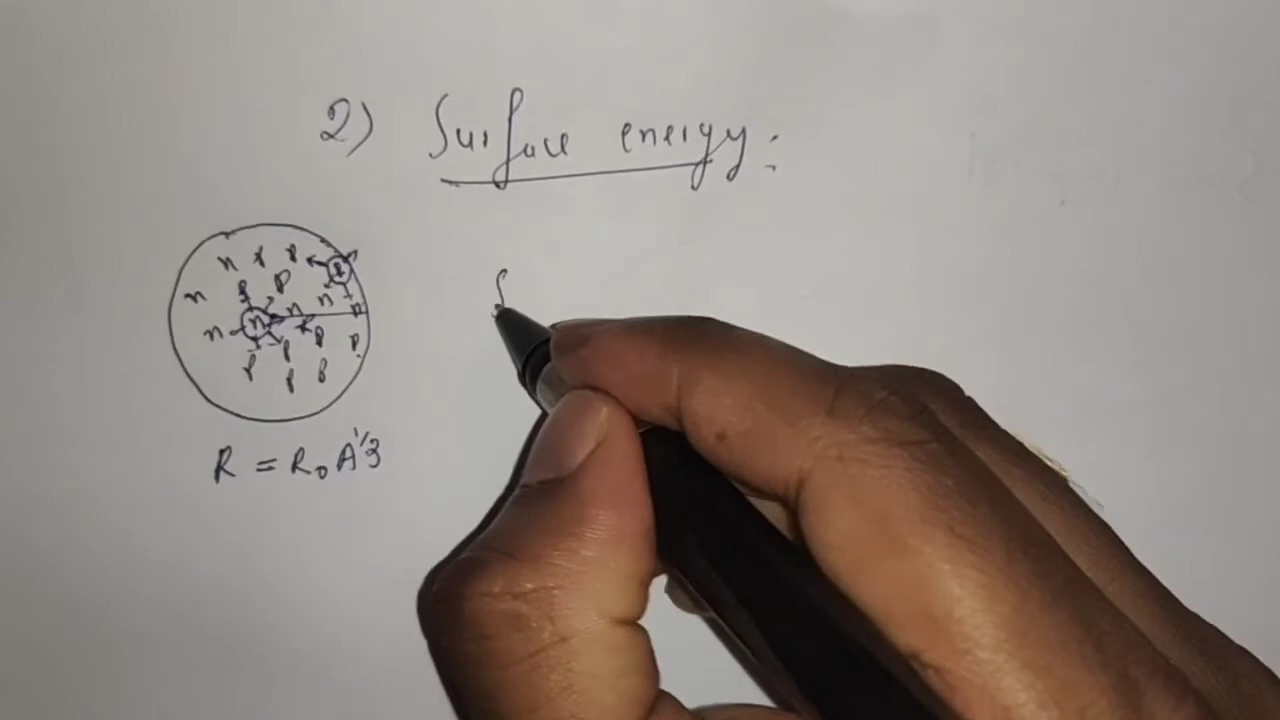 2) Surface energy:
n p p p
n p p n n n
n n p p p
p p p p
R = R₀A^1/3
S